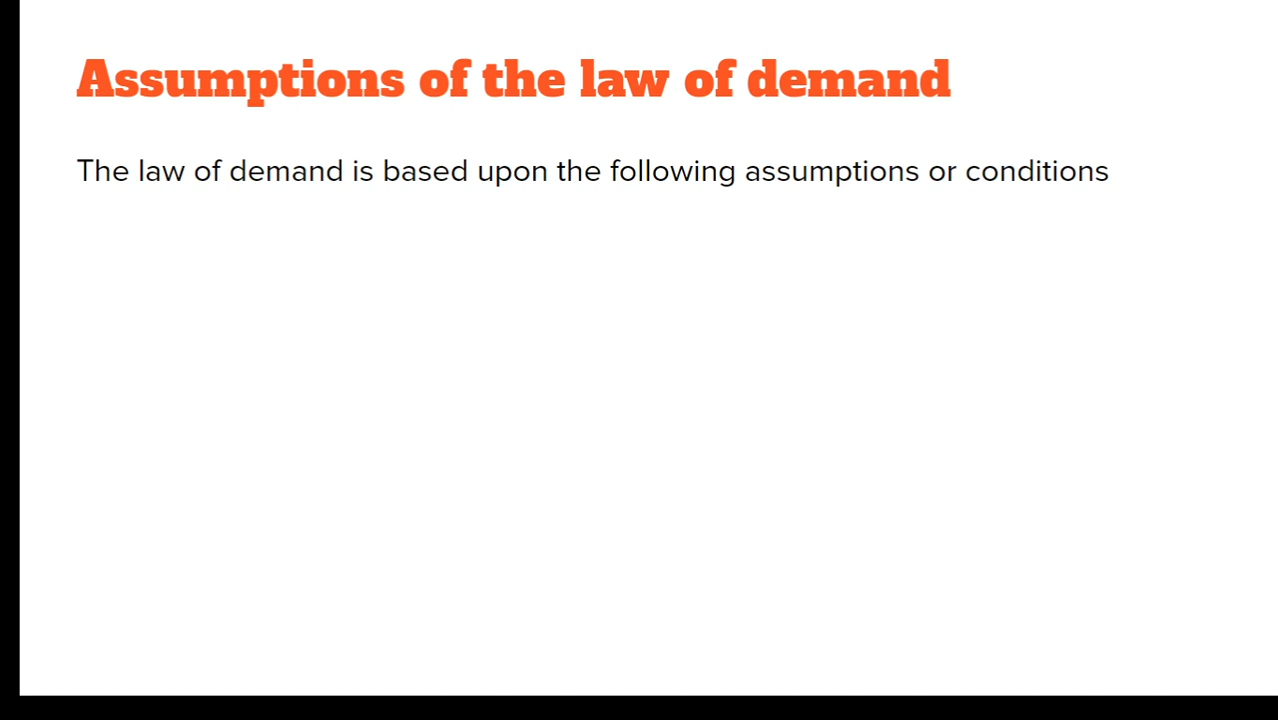 Assumptions of the law of demand
The law of demand is based upon the following assumptions or conditions